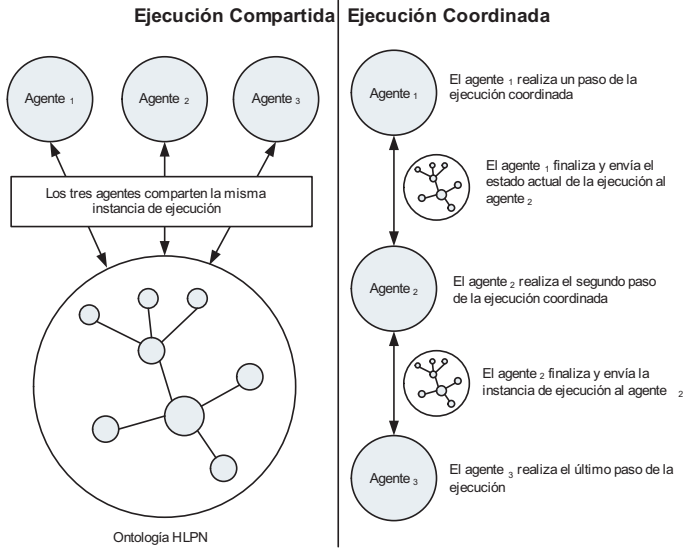 Ejecución Compartida
Agente 1
Agente 2
Agente 3
Los tres agentes comparten la misma
instancia de ejecución
Ontología HLPN
Ejecución Coordinada
Agente 1
El agente 1 realiza un paso de la
ejecución coordinada
El agente 1 finaliza y envía el
estado actual de la ejecución al
agente 2
Agente 2
El agente 2 realiza el segundo paso
de la ejecución coordinada
El agente 2 finaliza y envía la
instancia de ejecución al agente 2
Agente 3
El agente 3 realiza el último paso de la
ejecución